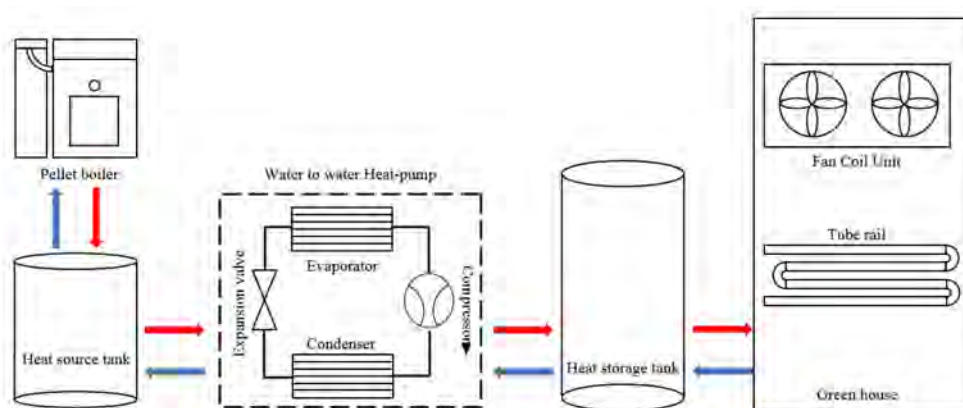 Pellet boiler
Water to water Heat-pump
Fan Coil Unit
Expansion valve
Evaporator
Compressor
Tube rail
Condenser
Heat source tank
Heat storage tank
Green house